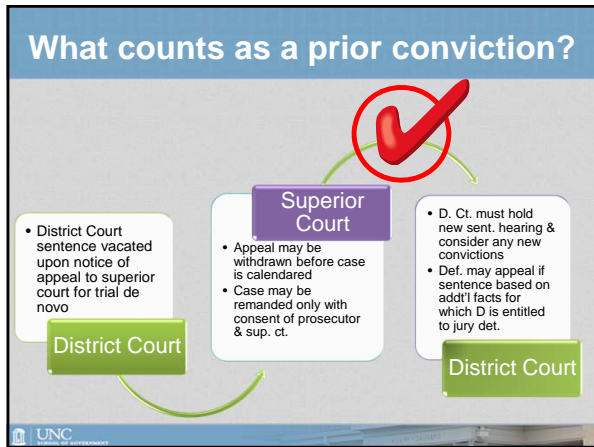 What counts as a prior conviction?
• District Court
sentence vacated
upon notice of
appeal to superior
court for trial de
novo
District Court
Superior
Court
• Appeal may be
withdrawn before case
is calendared
• Case may be
remanded only with
consent of prosecutor
& sup. ct.
• D. Ct. must hold
new sent. hearing &
consider any new
convictions
• Def. may appeal if
sentence based on
addt'l facts for
which D is entitled
to jury det.
District Court
UNC
SCHOOL OF GOVERNMENT